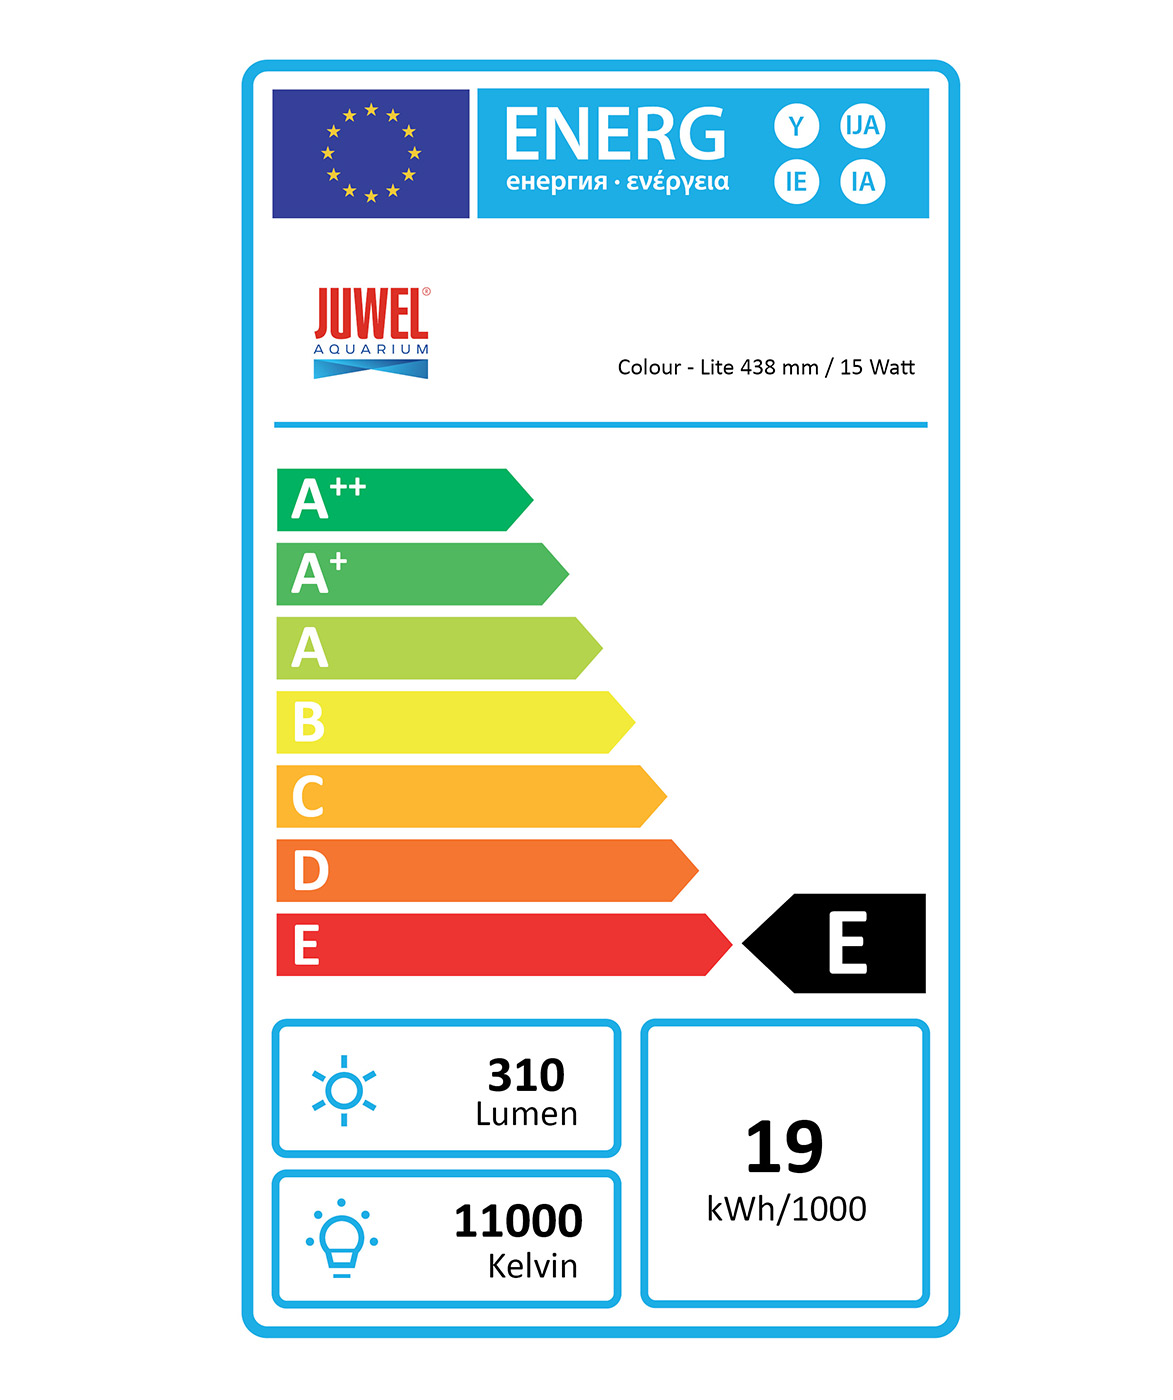 ENERG
енергия · ενέργεια
Y
IJA
IE
IA
JUWEL®
AQUARIUM
Colour - Lite 438 mm / 15 Watt
A++
A+
A
B
C
D
E
E
310
Lumen
11000
Kelvin
19
kWh/1000